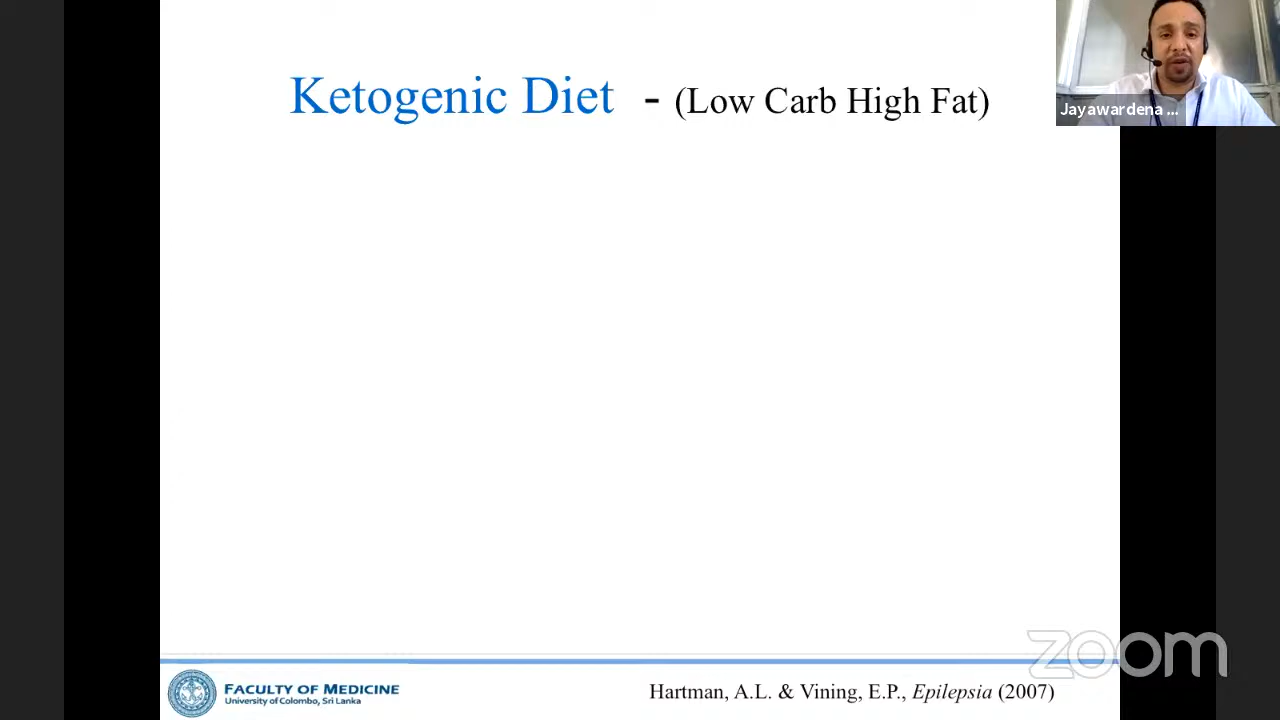 Ketogenic Diet - (Low Carb High Fat)
Jayawardena ...
zoom
FACULTY OF MEDICINE
University of Colombo, Sri Lanka
Hartman, A.L. & Vining, E.P., Epilepsia (2007)